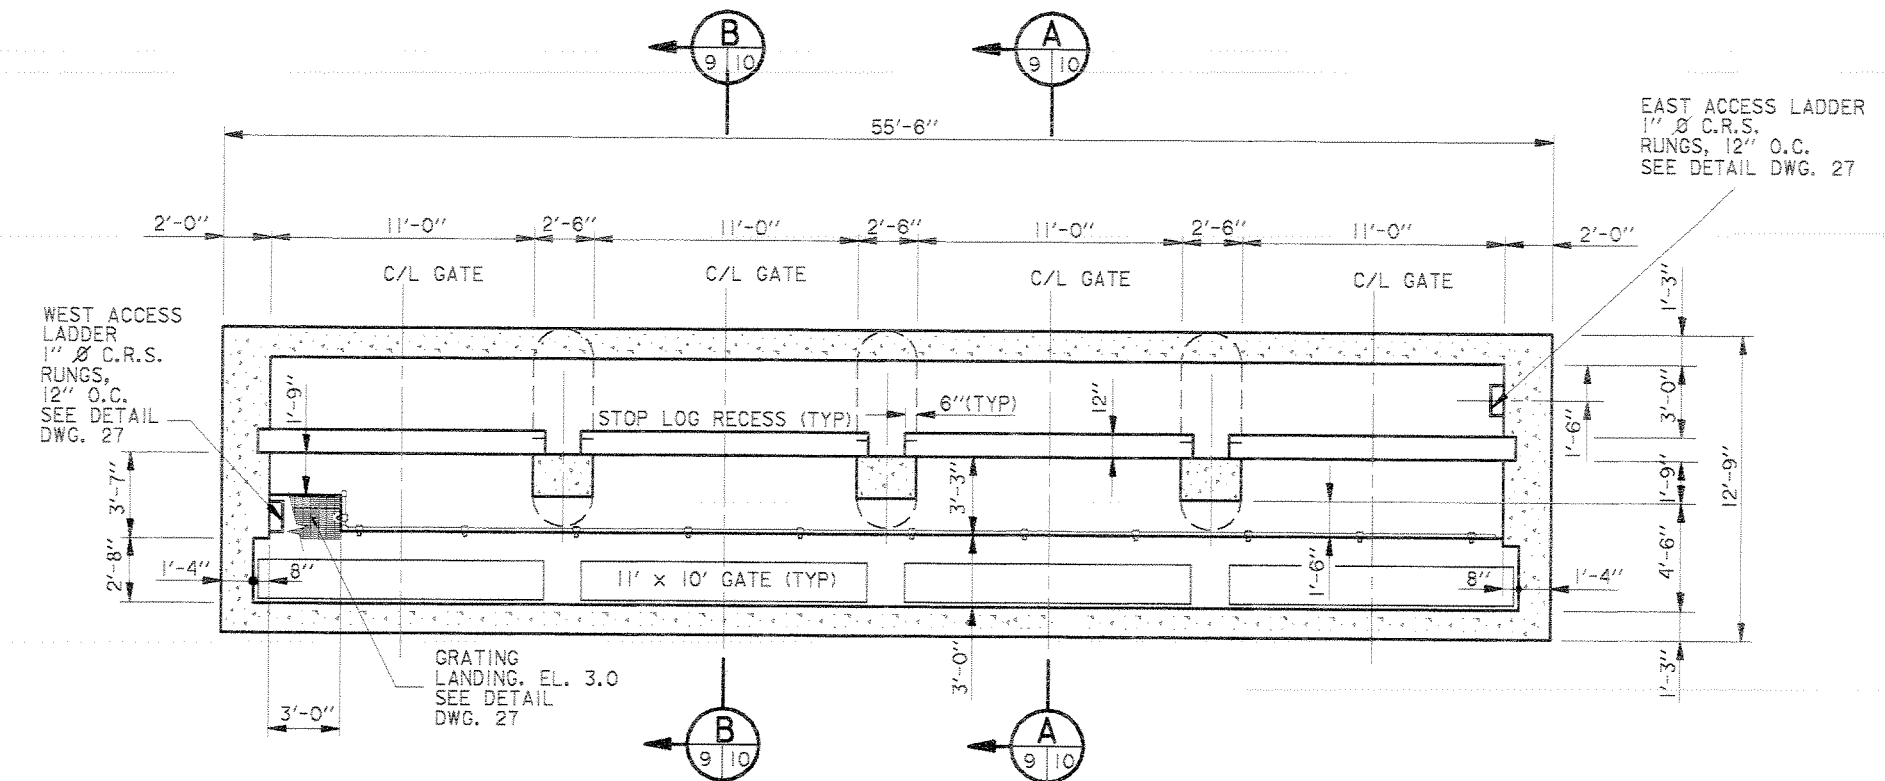 B
9 10
A
9 10
55'-6"
EAST ACCESS LADDER
1" Ø C.R.S.
RUNGS, 12" O.C.
SEE DETAIL DWG. 27
2'-0"
11'-0"
2'-6"
11'-0"
2'-6"
11'-0"
2'-6"
11'-0"
2'-0"
C/L GATE
C/L GATE
C/L GATE
C/L GATE
1'-3"
WEST ACCESS
LADDER
1" Ø C.R.S.
RUNGS,
12" O.C.
SEE DETAIL
DWG. 27
1'-9"
STOP LOG RECESS (TYP)
6"(TYP)
12"
1'-6"
3'-0"
12'-9"
3'-7"
3'-3"
1'-9"
2'-8"
1'-4"
8"
11' x 10' GATE (TYP)
1'-6"
8"
1'-4"
4'-6"
GRATING
LANDING. EL. 3.0
SEE DETAIL
DWG. 27
3'-0"
3'-0"
1'-3"
B
9 10
A
9 10